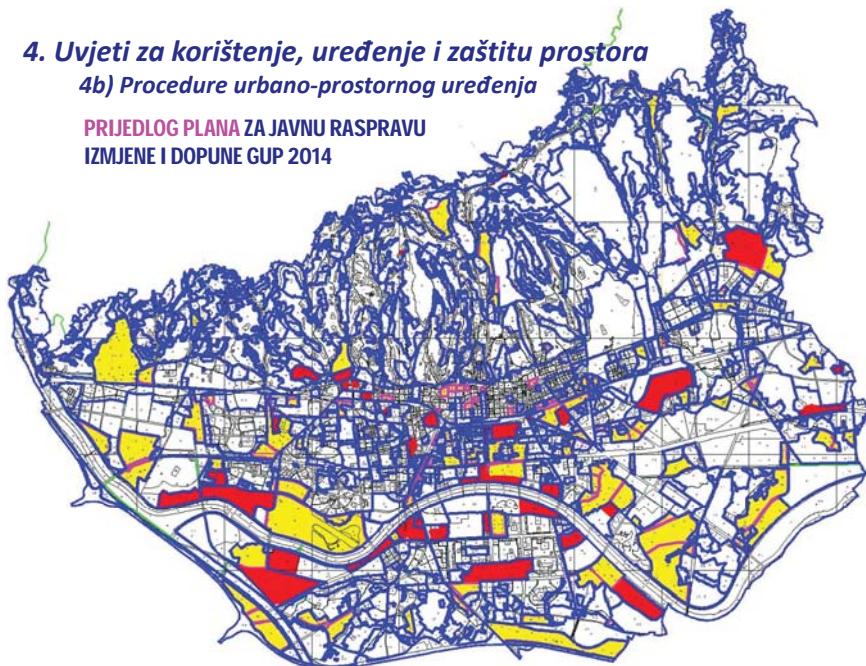 4. Uvjeti za korištenje, uređenje i zaštitu prostora
4b) Procedure urbano-prostornog uređenja
PRIJEDLOG PLANA ZA JAVNU RASPRAVU
IZMJENE I DOPUNE GUP 2014